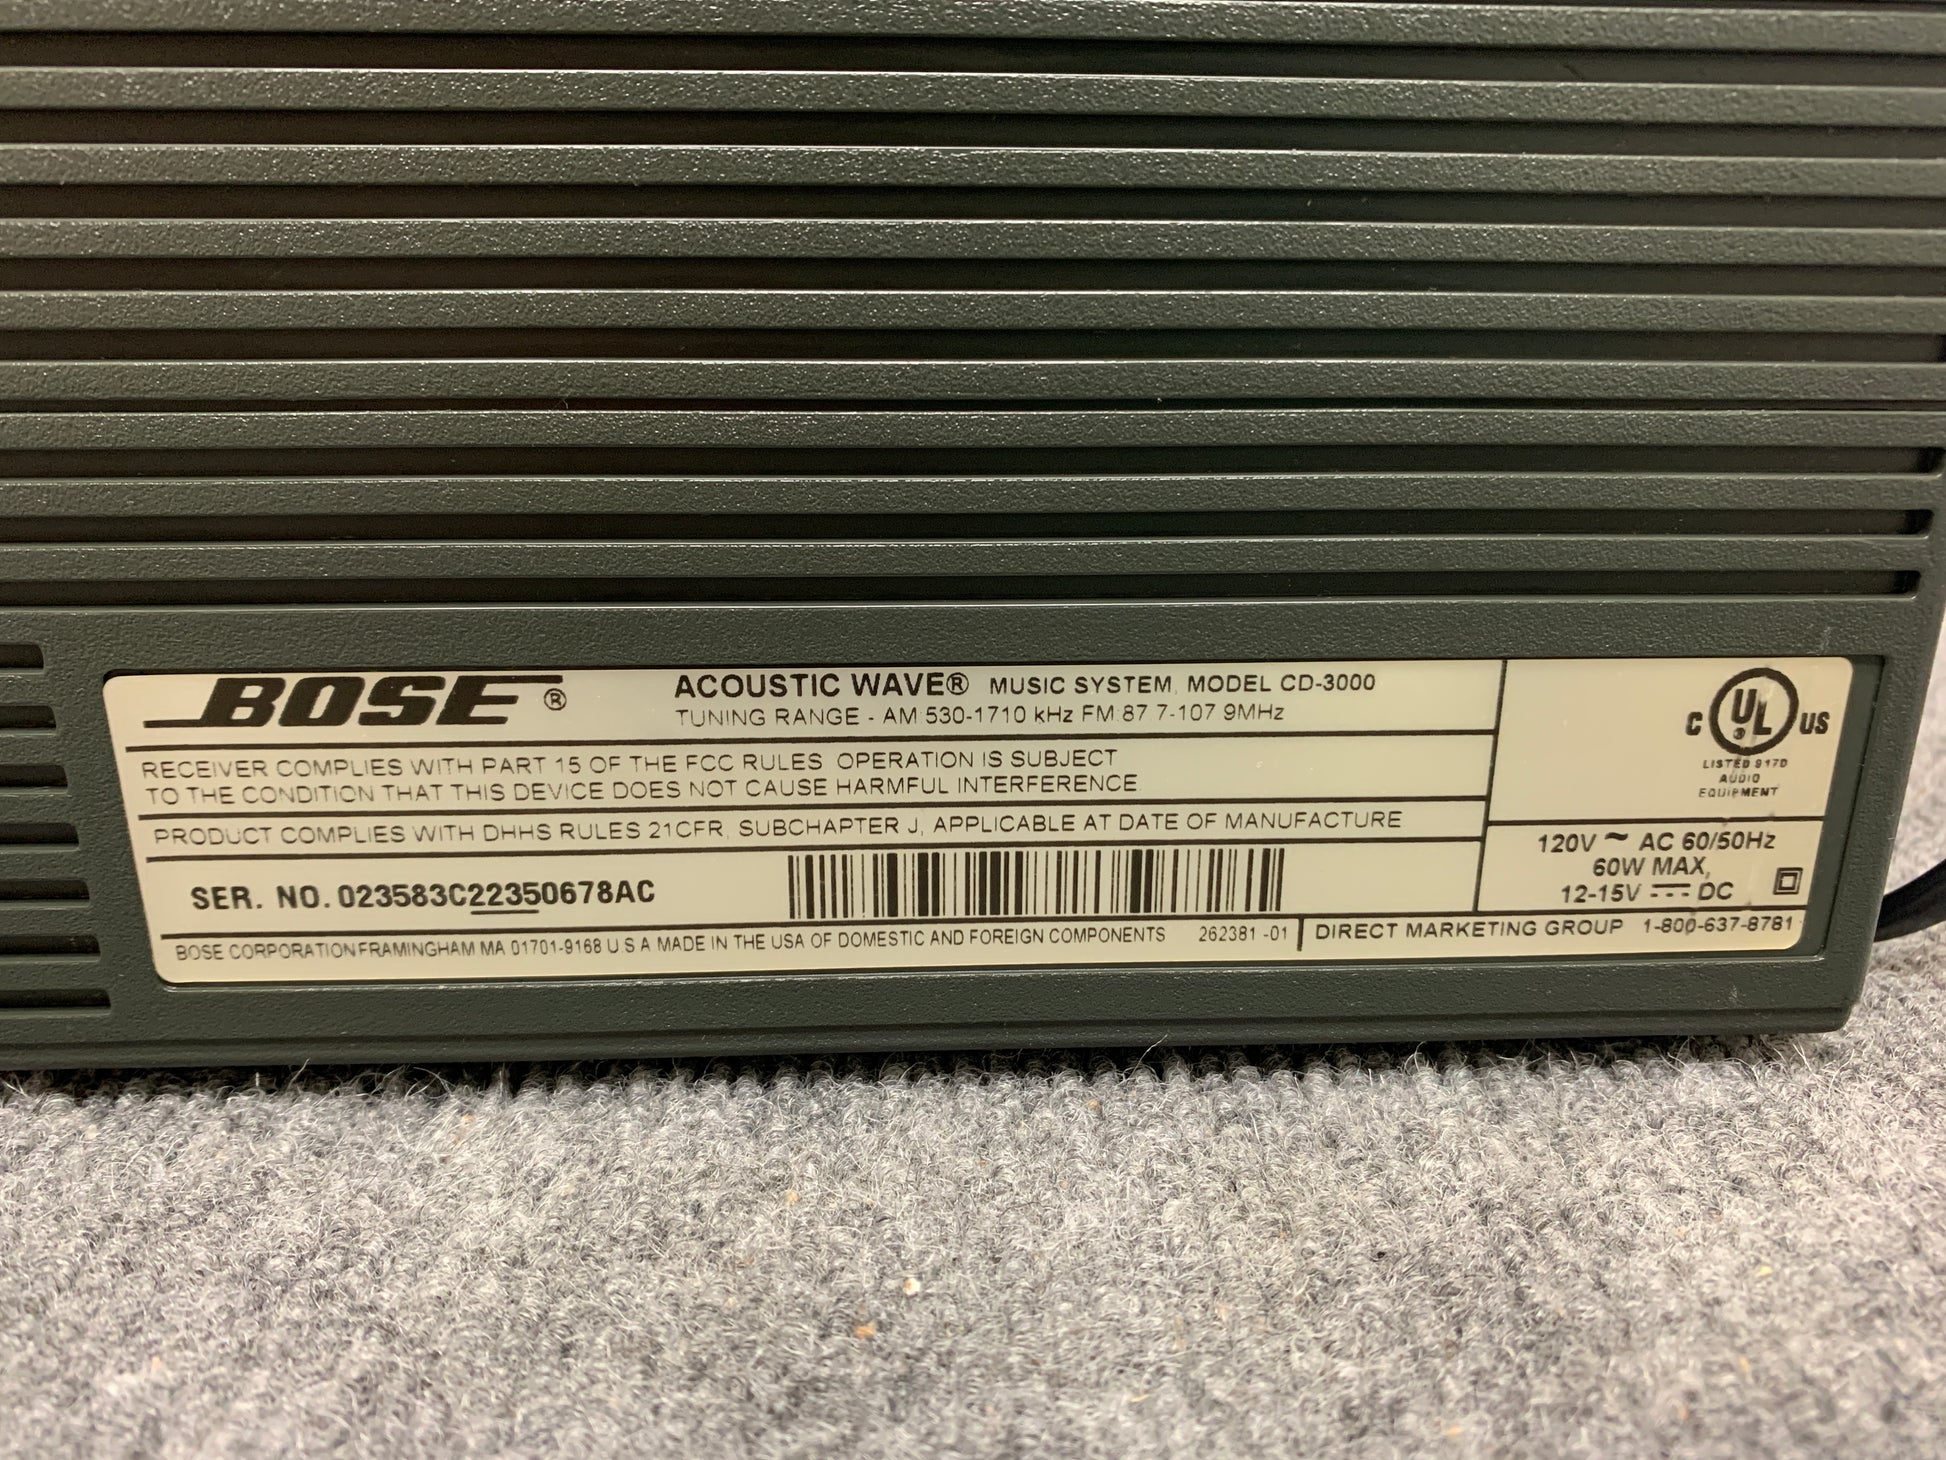 BOSE®
ACOUSTIC WAVE® MUSIC SYSTEM, MODEL CD-3000
TUNING RANGE - AM 530-1710 kHz FM 87.7-107.9MHz
RECEIVER COMPLIES WITH PART 15 OF THE FCC RULES. OPERATION IS SUBJECT
TO THE CONDITION THAT THIS DEVICE DOES NOT CAUSE HARMFUL INTERFERENCE.
PRODUCT COMPLIES WITH DHHS RULES 21CFR, SUBCHAPTER J, APPLICABLE AT DATE OF MANUFACTURE
SER. NO. 023583C22350678AC
BOSE CORPORATION FRAMINGHAM MA 01701-9168 U S A MADE IN THE USA OF DOMESTIC AND FOREIGN COMPONENTS 262381 -01
C UL® US
LISTED 917D
AUDIO
EQUIPMENT
120V ~ AC 60/50Hz
60W MAX,
12-15V ⎓ DC
DIRECT MARKETING GROUP 1-800-637-8781